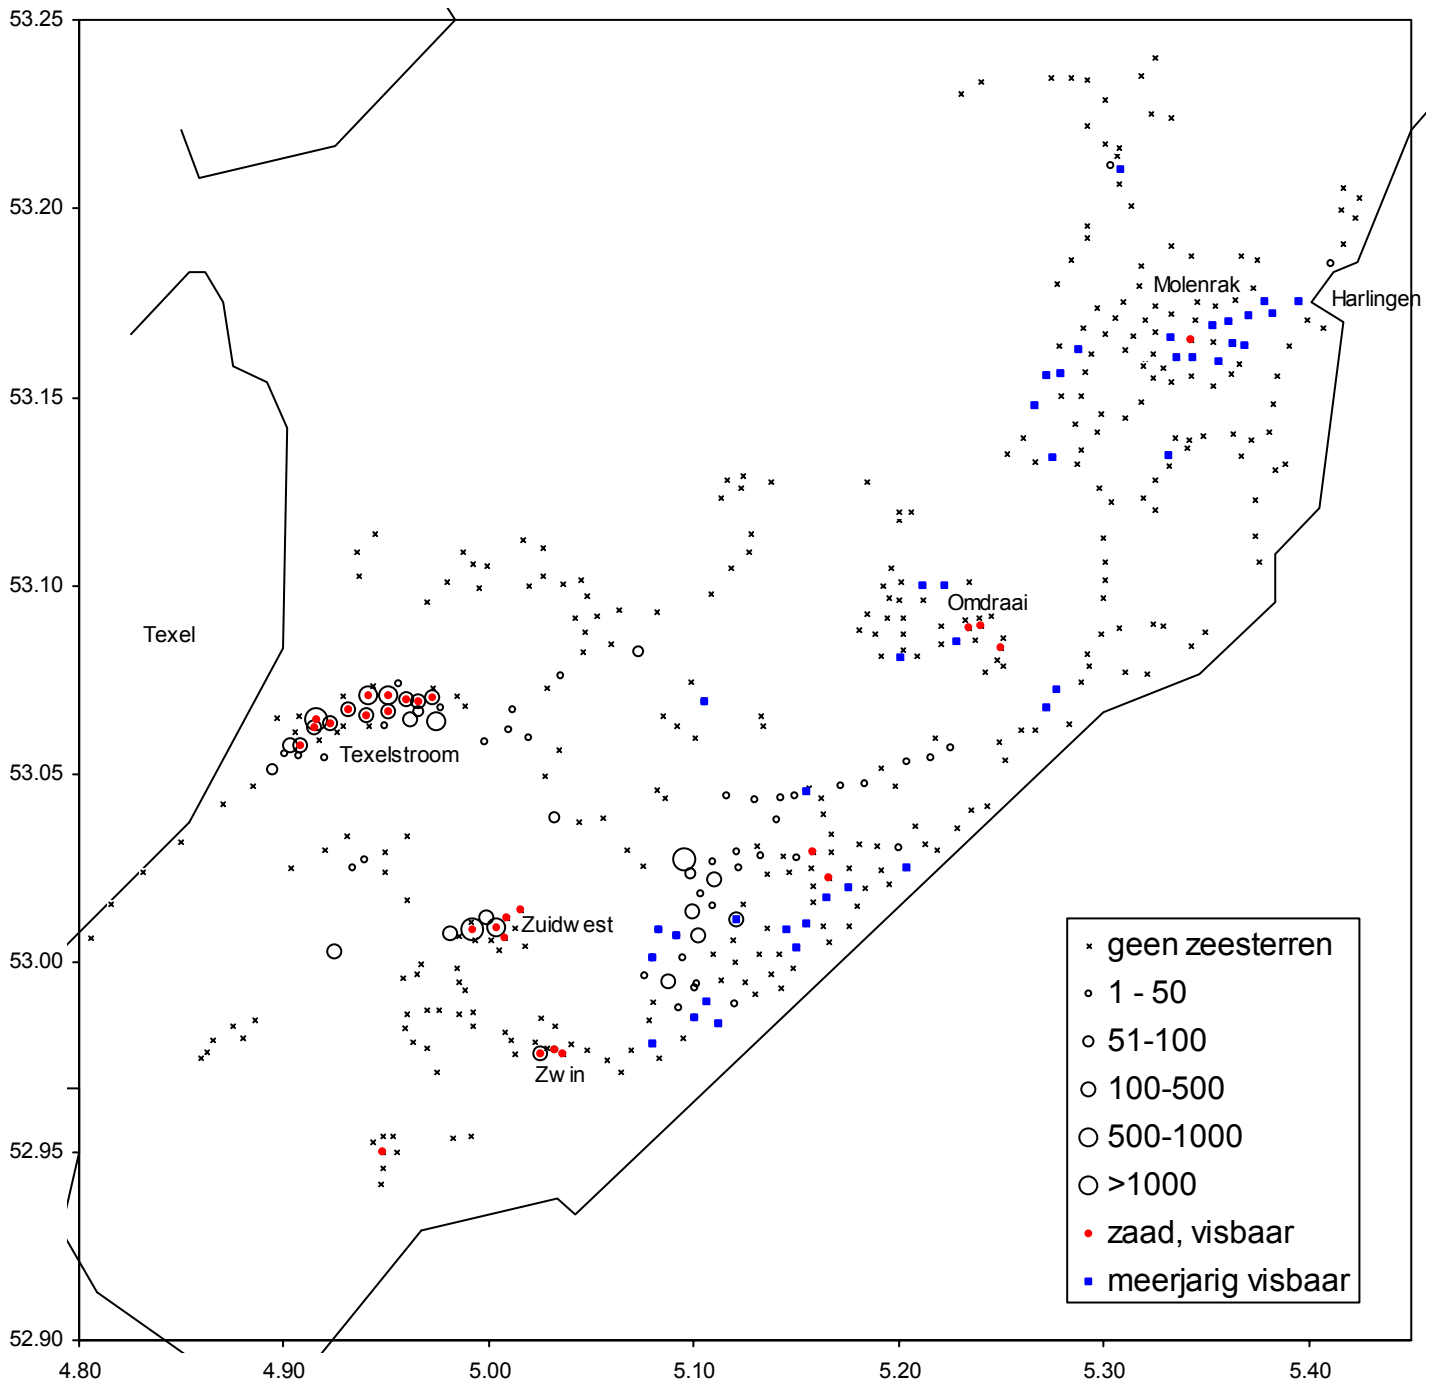 53.25
53.20
Molenrak
Harlingen
53.15
53.10
Omdraai
Texel
Texelstroom
53.05
Zuidwest
53.00
geen zeesterren
1 - 50
51-100
100-500
500-1000
>1000
zaad, visbaar
meerjarig visbaar
Zwin
52.95
52.90
4.80 4.90 5.00 5.10 5.20 5.30 5.40